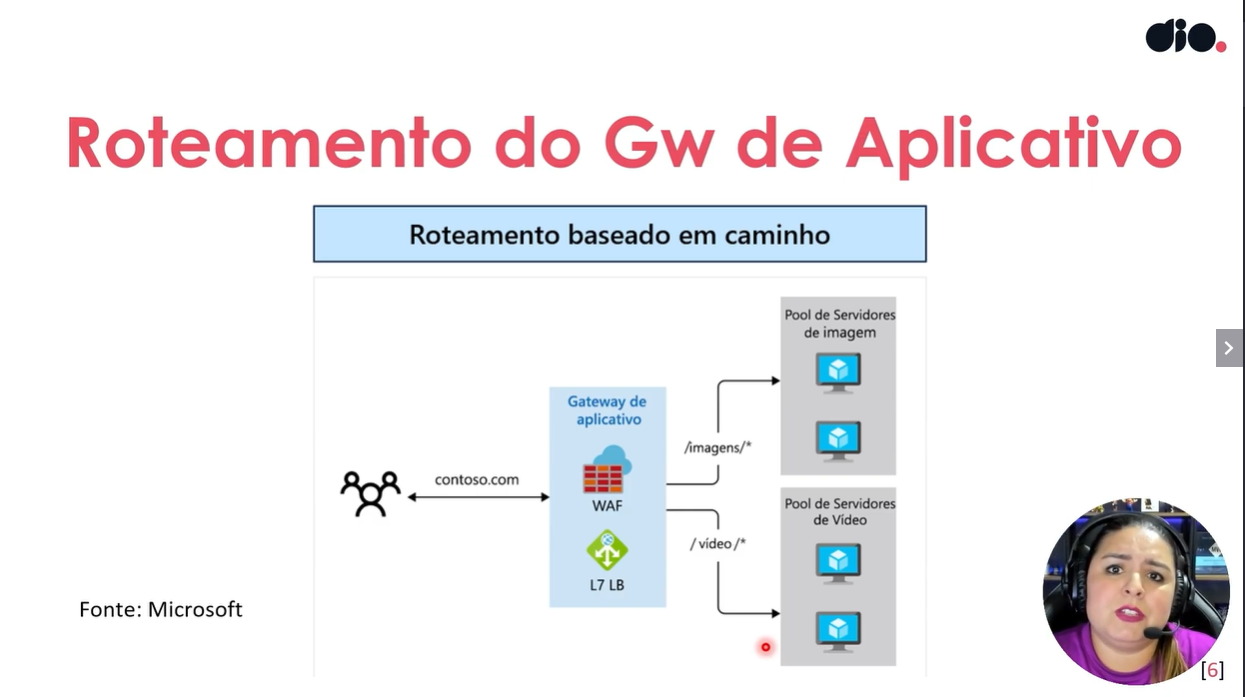 dio.
Roteamento do Gw de Aplicativo
Roteamento baseado em caminho
Pool de Servidores
de imagem
Gateway de
aplicativo
/imagens/*
contoso.com
WAF
Pool de Servidores
de Vídeo
/ vídeo /*
L7 LB
Fonte: Microsoft
[6]